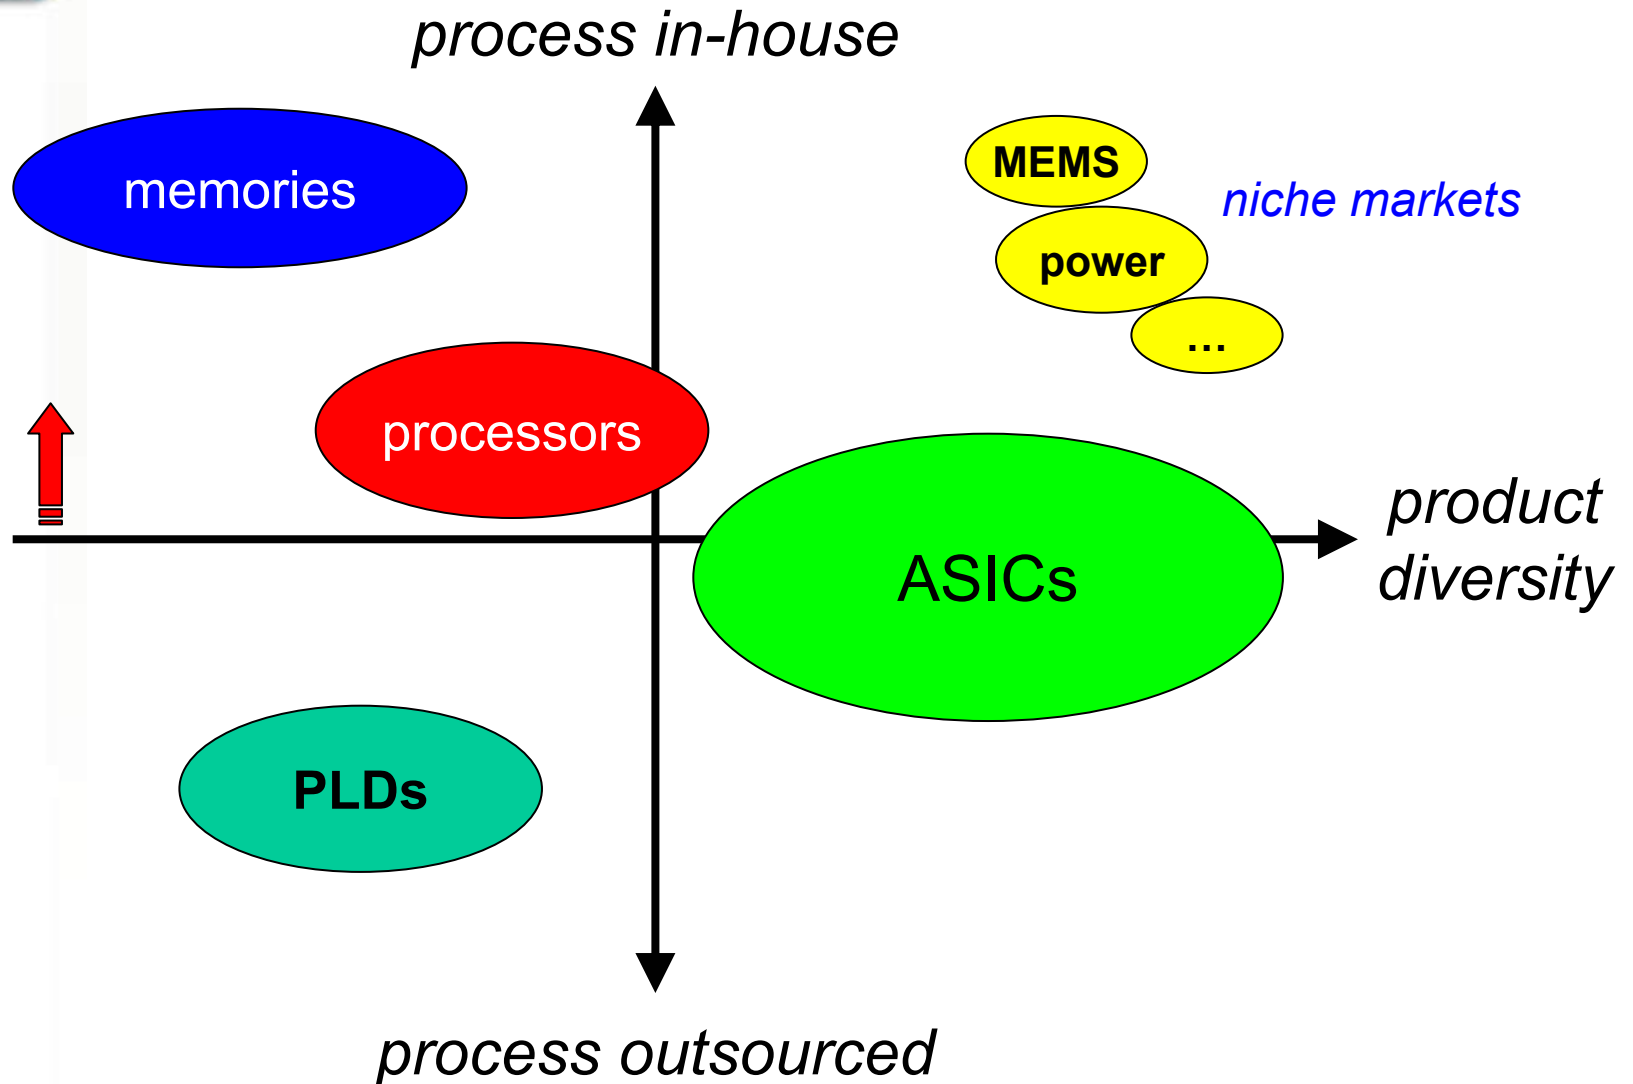 process in-house
MEMS
memories
niche markets
power
…
processors
product
diversity
ASICs
PLDs
process outsourced